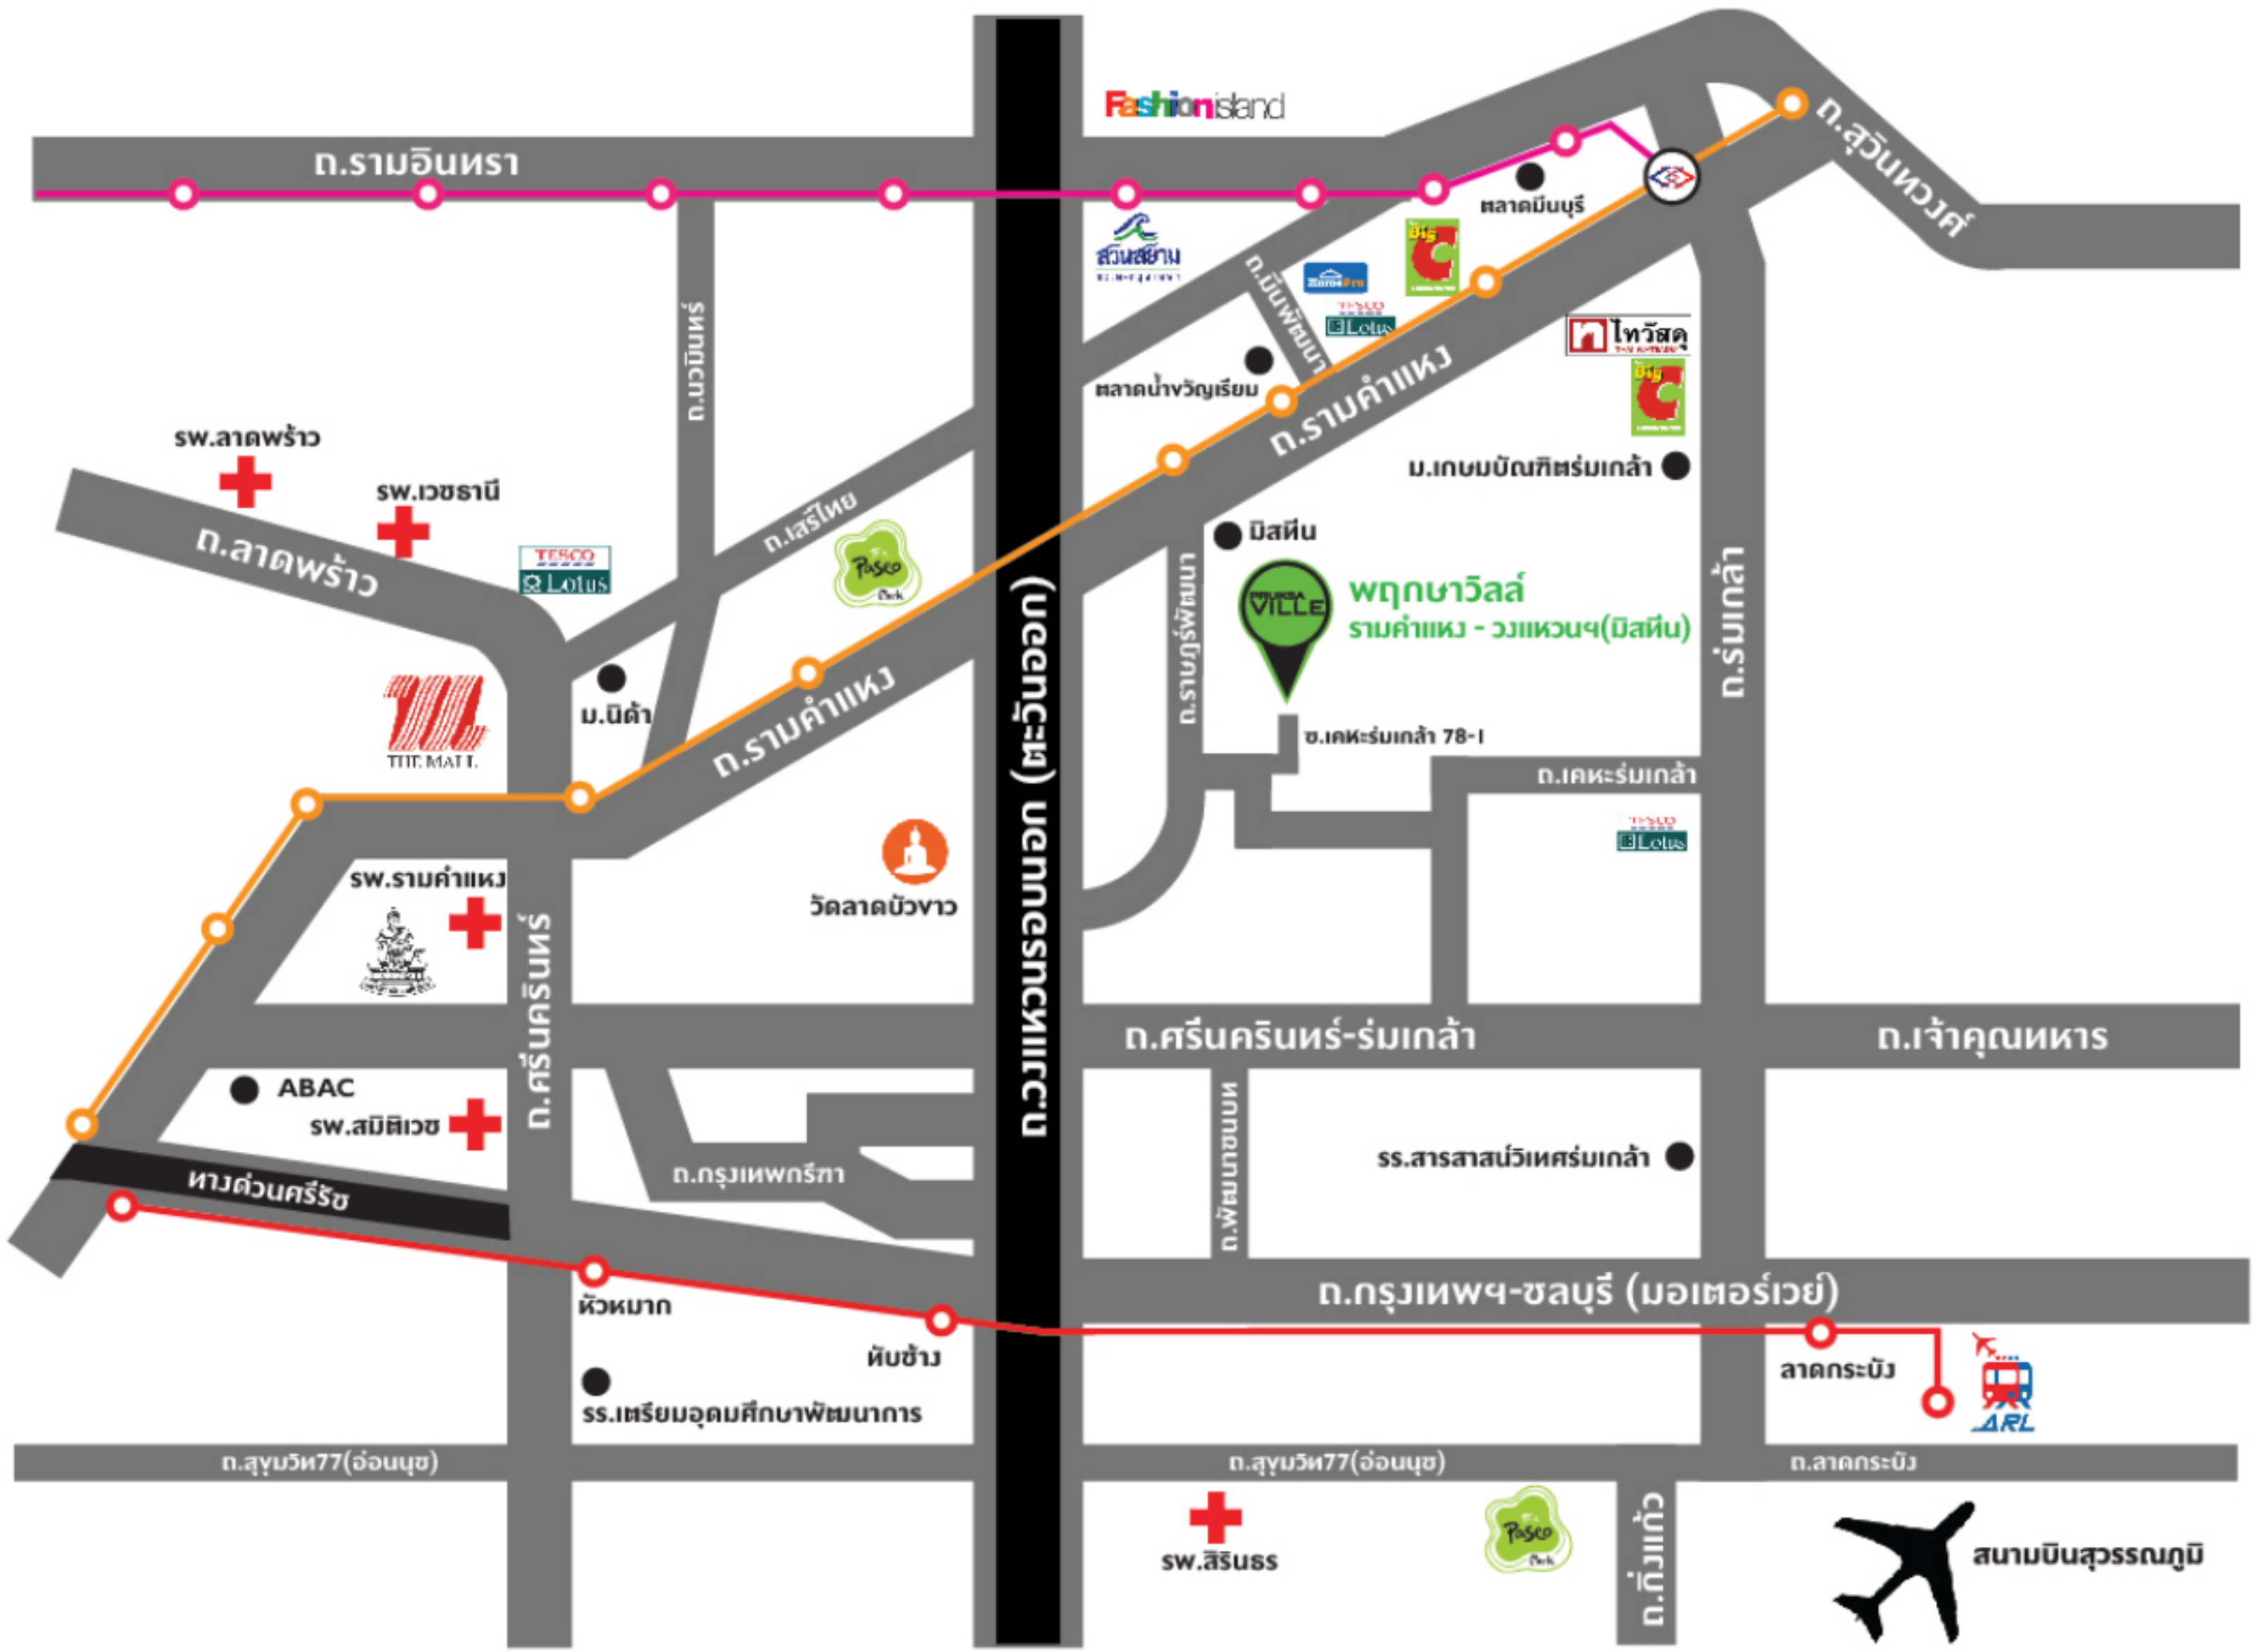 Fashionisland
ถ.รามอินทรา
ถ.สุวินทวงศ์
ตลาดมีนบุรี
สวนสยาม
Big C
ถ.มีนพัฒนา
HomePro
TESCO
Lotus
ถ.นวมินทร์
ไทวัสดุ
Big C
ตลาดน้ำขวัญเรียม
ถ.รามคำแหง
รพ.ลาดพร้าว
ม.เกษมบัณฑิตร่มเกล้า
รพ.เวชธานี
ถ.ลาดพร้าว
ถ.เสรีไทย
มิสทีน
TESCO
Lotus
Paseo
Park
PRUKSA
VILLE
พฤกษาวิลล์
รามคำแหง - วงแหวนฯ(มิสทีน)
ถ.ราษฎร์พัฒนา
ถ.ร่มเกล้า
ม.นิด้า
THE MALL
ถ.รามคำแหง
ถ.วงแหวนรอบนอก (ตะวันออก)
ซ.เคหะร่มเกล้า 78-1
ถ.เคหะร่มเกล้า
TESCO
Lotus
รพ.รามคำแหง
วัดลาดบัวขาว
ถ.ศรีนครินทร์
ถ.ศรีนครินทร์-ร่มเกล้า
ถ.เจ้าคุณทหาร
ABAC
รพ.สมิติเวช
ถ.พัฒนาชนบท
รร.สารสาสน์วิเทศร่มเกล้า
ทางด่วนศรีรัช
ถ.กรุงเทพกรีฑา
ถ.กรุงเทพฯ-ชลบุรี (มอเตอร์เวย์)
หัวหมาก
ทับช้าง
ลาดกระบัง
ARL
รร.เตรียมอุดมศึกษาพัฒนาการ
ถ.สุขุมวิท77(อ่อนนุช)
ถ.สุขุมวิท77(อ่อนนุช)
ถ.ลาดกระบัง
รพ.สิรินธร
Paseo
Park
ถ.กิ่งแก้ว
สนามบินสุวรรณภูมิ